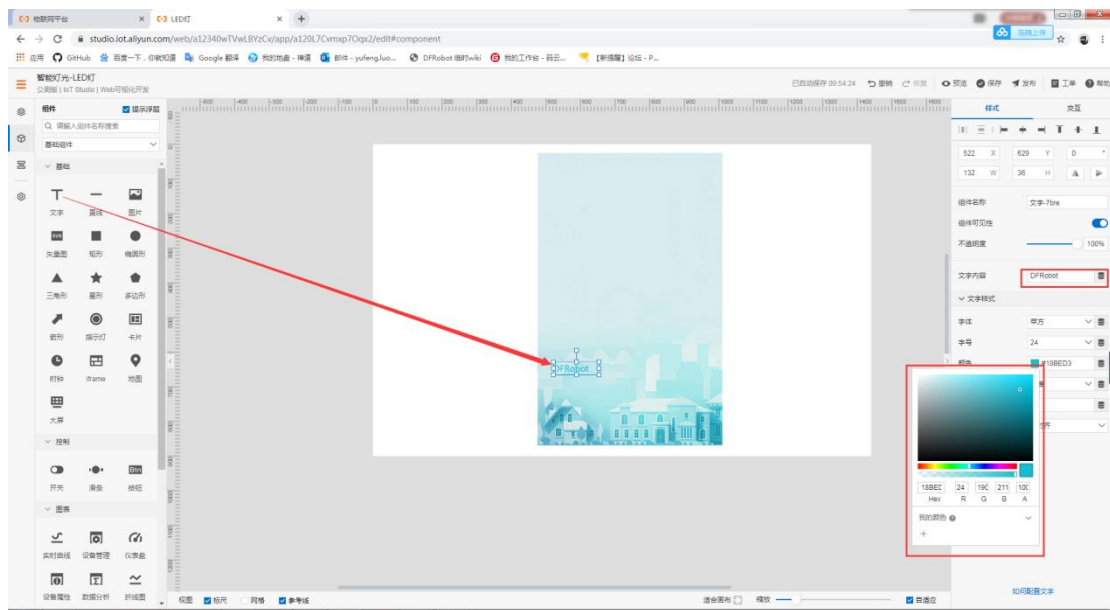 物联网平台 LED灯
studio.iot.aliyun.com/web/a12340wTVwLBYzCv/app/a120L7Cvmxp7Oqx2/edit#component
拖拽上传
应用 GitHub 百度一下，你就知道 Google 翻译 我的地盘 - 禅道 邮件 - yufeng.luo... DFRobot 临时wiki 我的工作台 - 码云... 【新提醒】论坛 - P...
智能灯光-LED灯
公测版 | IoT Studio | Web可视化开发
已自动保存 09:54:24 撤销 恢复 预览 保存 发布 工单 帮助
组件 提示浮层
请输入组件名称搜索
基础组件
基础
文字 直线 图片
矢量图 矩形 椭圆形
三角形 星形 多边形
箭形 指示灯 卡片
时钟 iframe 地图
大屏
控制
开关 滑条 按钮
图表
实时曲线 设备管理 仪表盘
设备属性 数据分析 折线图
DFRobot
视图 标尺 网格 参考线 适合画布 缩放 自适应
样式 交互
522 X 629 Y 0 °
132 W 36 H
组件名称 文字-7bre
组件可见性
不透明度 100%
文字内容 DFRobot
文字样式
字体 苹方
字号 24
颜色 #18BED3
18BED 24 190 211 100
Hex R G B A
我的颜色
+
如何配置文字